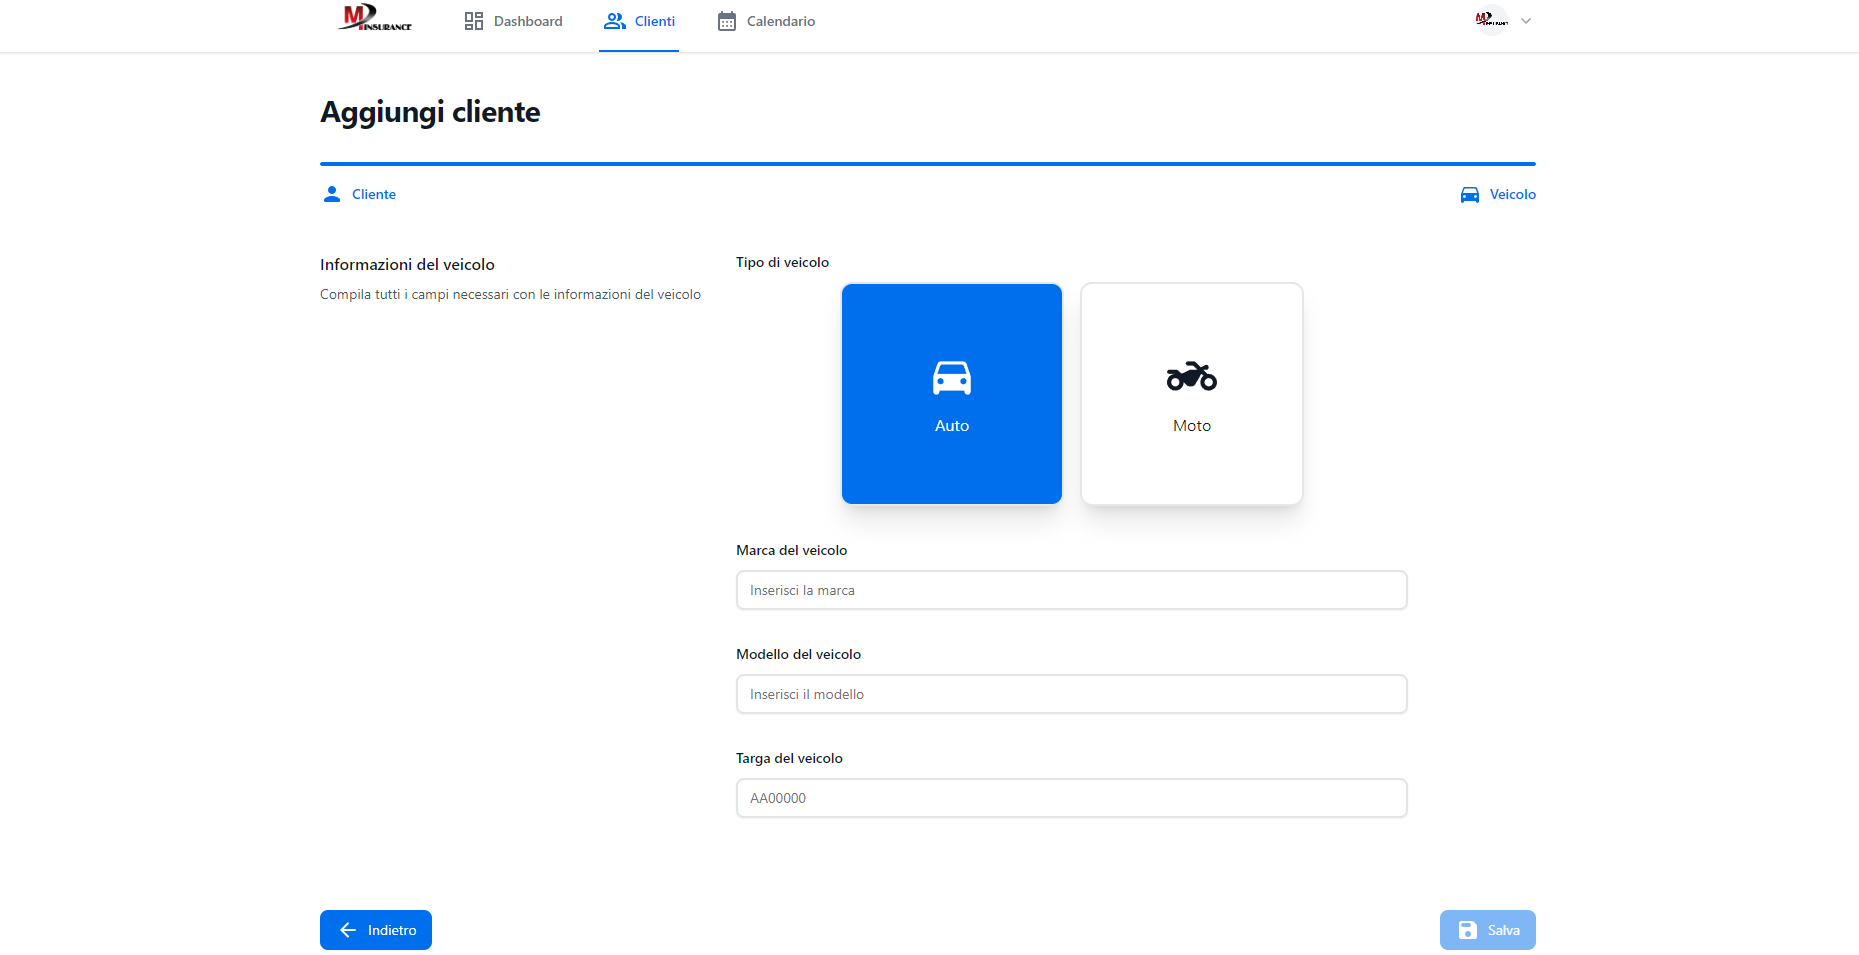 MP INSURANCE
Dashboard
Clienti
Calendario
Aggiungi cliente
Cliente
Veicolo
Informazioni del veicolo
Compila tutti i campi necessari con le informazioni del veicolo
Tipo di veicolo
Auto
Moto
Marca del veicolo
Inserisci la marca
Modello del veicolo
Inserisci il modello
Targa del veicolo
AA00000
Indietro
Salva